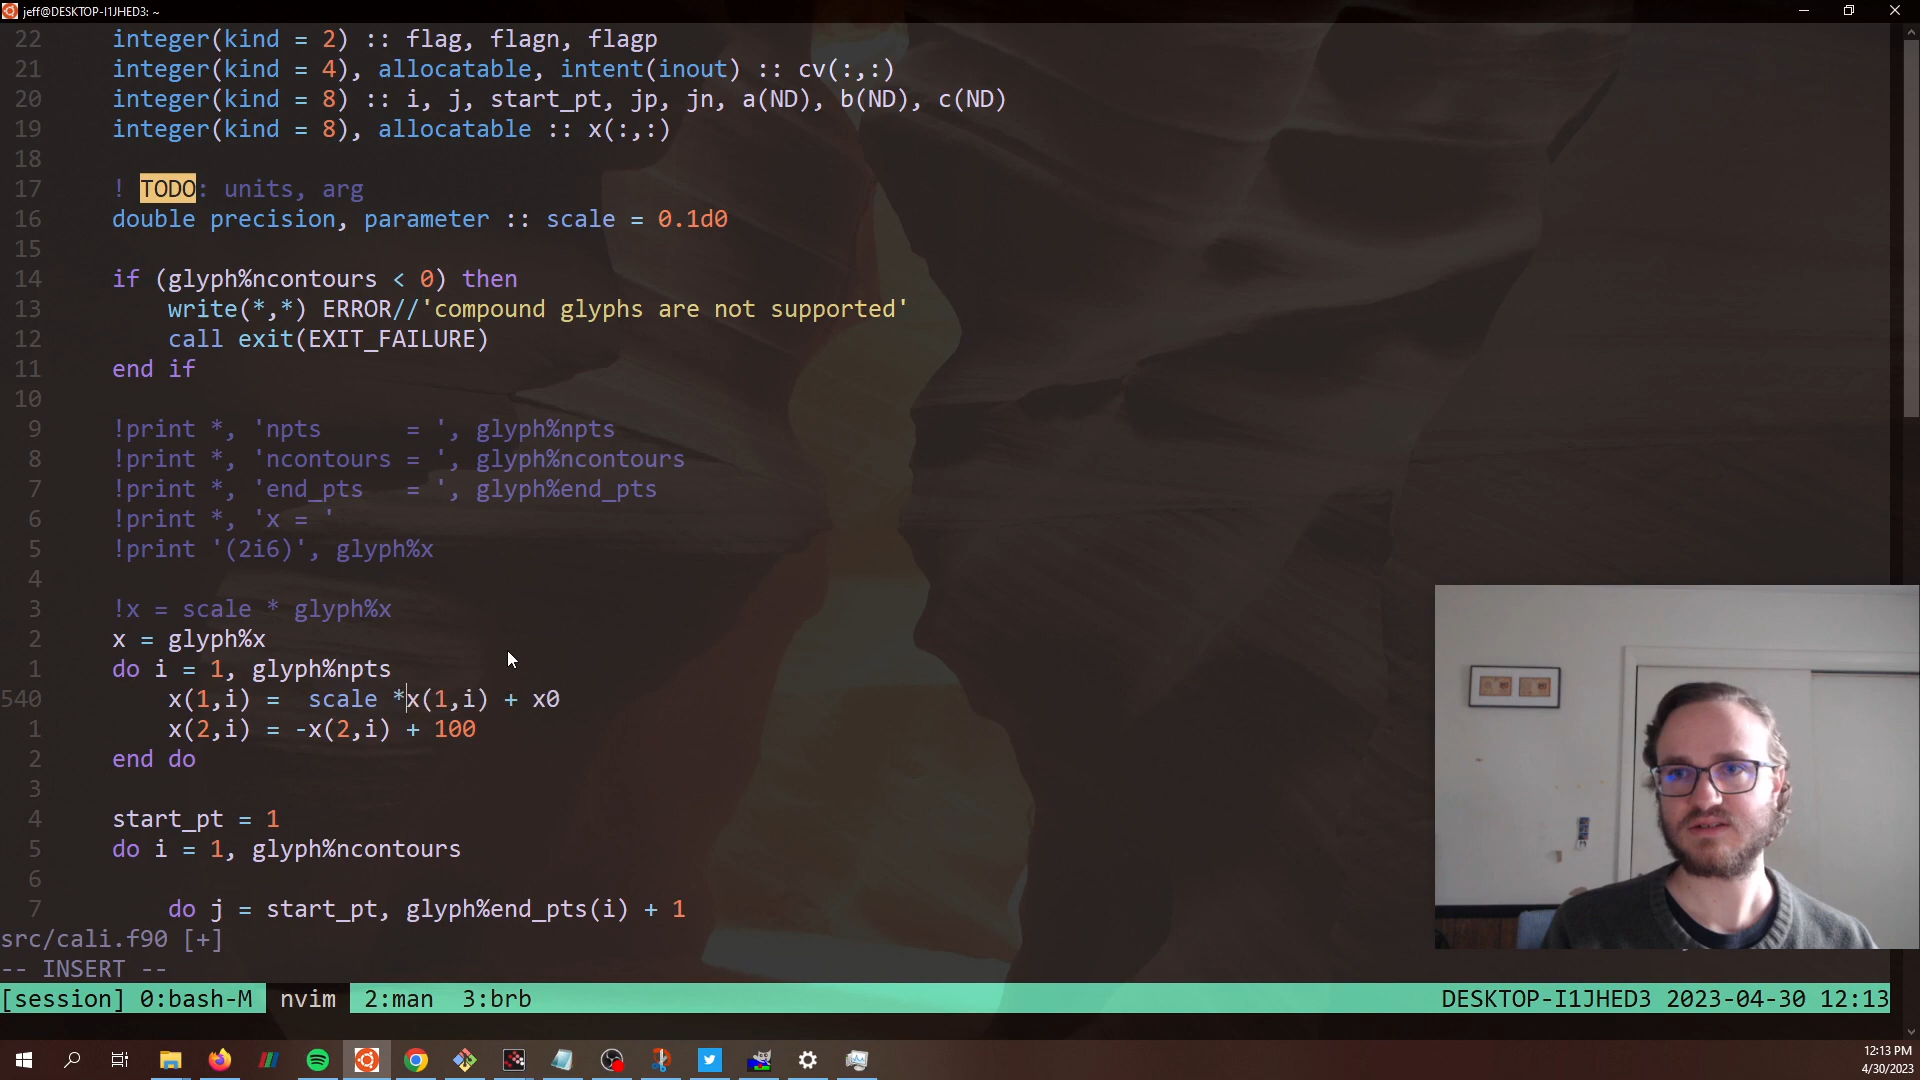 jeff@DESKTOP-I1JHED3: ~
22 integer(kind = 2) :: flag, flagn, flagp
21 integer(kind = 4), allocatable, intent(inout) :: cv(:,:)
20 integer(kind = 8) :: i, j, start_pt, jp, jn, a(ND), b(ND), c(ND)
19 integer(kind = 8), allocatable :: x(:,:)
18
17 ! TODO: units, arg
16 double precision, parameter :: scale = 0.1d0
15
14 if (glyph%ncontours < 0) then
13 write(*,*) ERROR//'compound glyphs are not supported'
12 call exit(EXIT_FAILURE)
11 end if
10
9 !print *, 'npts      = ', glyph%npts
8 !print *, 'ncontours = ', glyph%ncontours
7 !print *, 'end_pts   = ', glyph%end_pts
6 !print *, 'x = '
5 !print '(2i6)', glyph%x
4
3 !x = scale * glyph%x
2 x = glyph%x
1 do i = 1, glyph%npts
540 x(1,i) =  scale *x(1,i) + x0
1 x(2,i) = -x(2,i) + 100
2 end do
3
4 start_pt = 1
5 do i = 1, glyph%ncontours
6
7 do j = start_pt, glyph%end_pts(i) + 1
src/cali.f90 [+]
-- INSERT --
[session] 0:bash-M nvim 2:man 3:brb DESKTOP-I1JHED3 2023-04-30 12:13
12:13 PM
4/30/2023